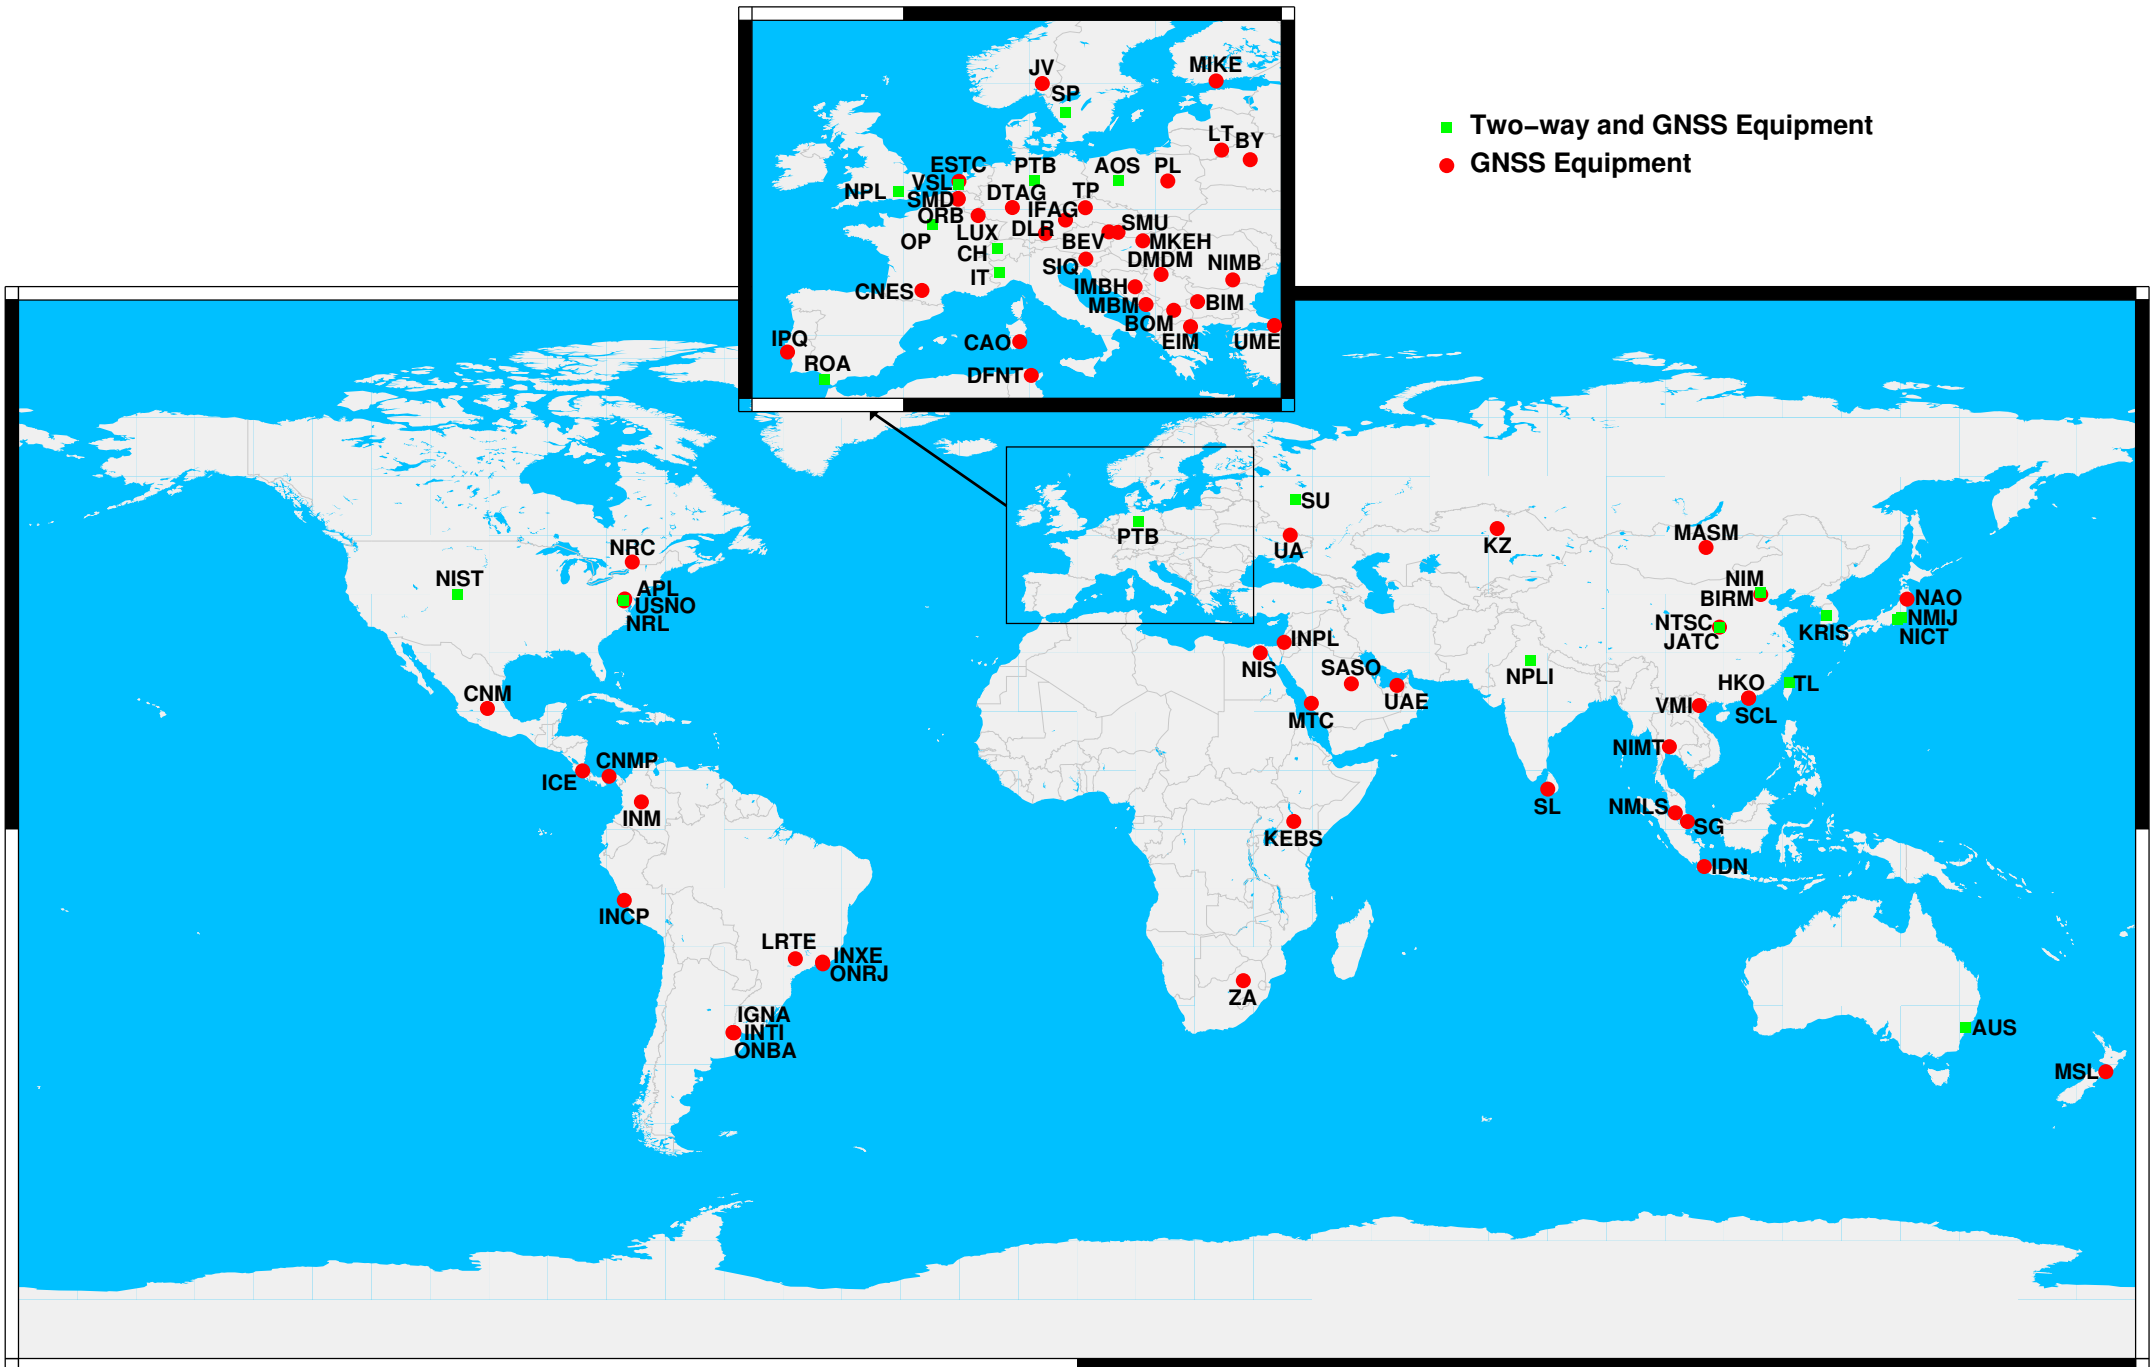 JV
MIKE
SP
Two-way and GNSS Equipment
GNSS Equipment
LT
BY
ESTC
PTB
AOS
PL
VSL
NPL
SMD
DTAG
TP
ORB
IFAG
SMU
OP
LUX
DLR
BEV
MKEH
CH
DMDM
IT
SIQ
NIMB
CNES
IMBH
MBM
BIM
BOM
IPQ
CAO
EIM
UME
ROA
DFNT
SU
PTB
UA
KZ
MASM
NRC
NIST
APL
USNO
NRL
NIM
BIRM
NAO
NMIJ
NICT
NTSC
JATC
KRIS
INPL
NIS
SASO
UAE
MTC
NPLI
HKO
SCL
TL
VMI
NIMT
CNM
CNMP
ICE
INM
SL
NMLS
SG
KEBS
IDN
INCP
LRTE
INXE
ONRJ
ZA
IGNA
INTI
ONBA
AUS
MSL